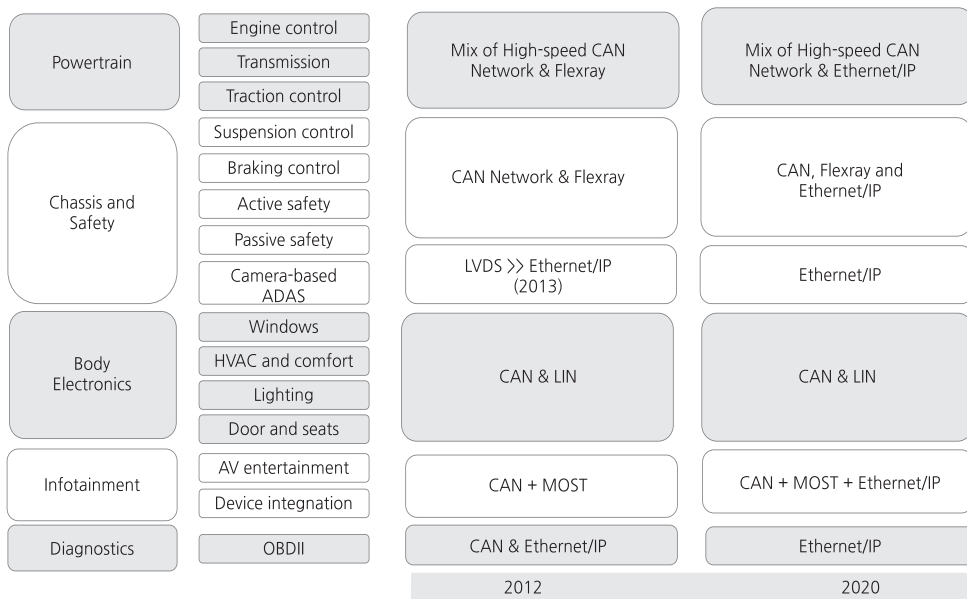 Powertrain
Engine control
Transmission
Traction control
Mix of High-speed CAN
Network & Flexray
Mix of High-speed CAN
Network & Ethernet/IP
Chassis and
Safety
Suspension control
Braking control
Active safety
Passive safety
Camera-based
ADAS
CAN Network & Flexray
CAN, Flexray and
Ethernet/IP
LVDS >> Ethernet/IP
(2013)
Ethernet/IP
Body
Electronics
Windows
HVAC and comfort
Lighting
Door and seats
CAN & LIN
CAN & LIN
Infotainment
AV entertainment
Device integnation
CAN + MOST
CAN + MOST + Ethernet/IP
Diagnostics
OBDII
CAN & Ethernet/IP
Ethernet/IP
2012
2020